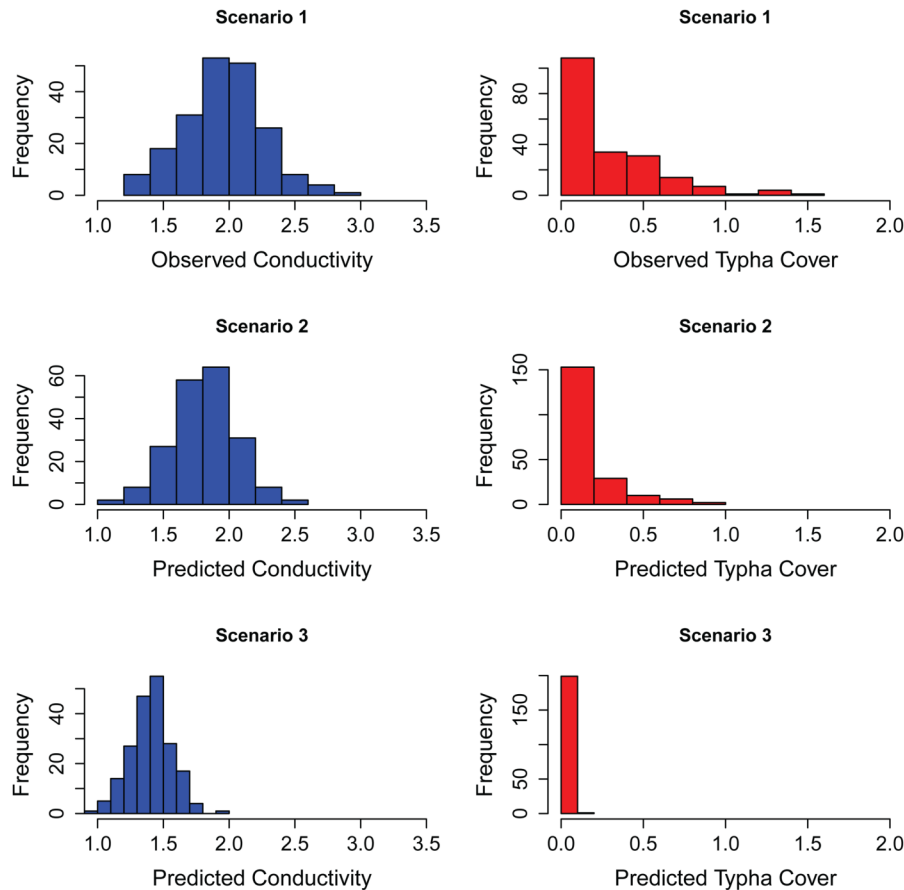 Scenario 1
Frequency
0 20 40
1.0 1.5 2.0 2.5 3.0 3.5
Observed Conductivity
Scenario 1
Frequency
0 40 80
0.0 0.5 1.0 1.5 2.0
Observed Typha Cover
Scenario 2
Frequency
0 20 40 60
1.0 1.5 2.0 2.5 3.0 3.5
Predicted Conductivity
Scenario 2
Frequency
0 50 150
0.0 0.5 1.0 1.5 2.0
Predicted Typha Cover
Scenario 3
Frequency
0 20 40
1.0 1.5 2.0 2.5 3.0 3.5
Predicted Conductivity
Scenario 3
Frequency
0 50 150
0.0 0.5 1.0 1.5 2.0
Predicted Typha Cover